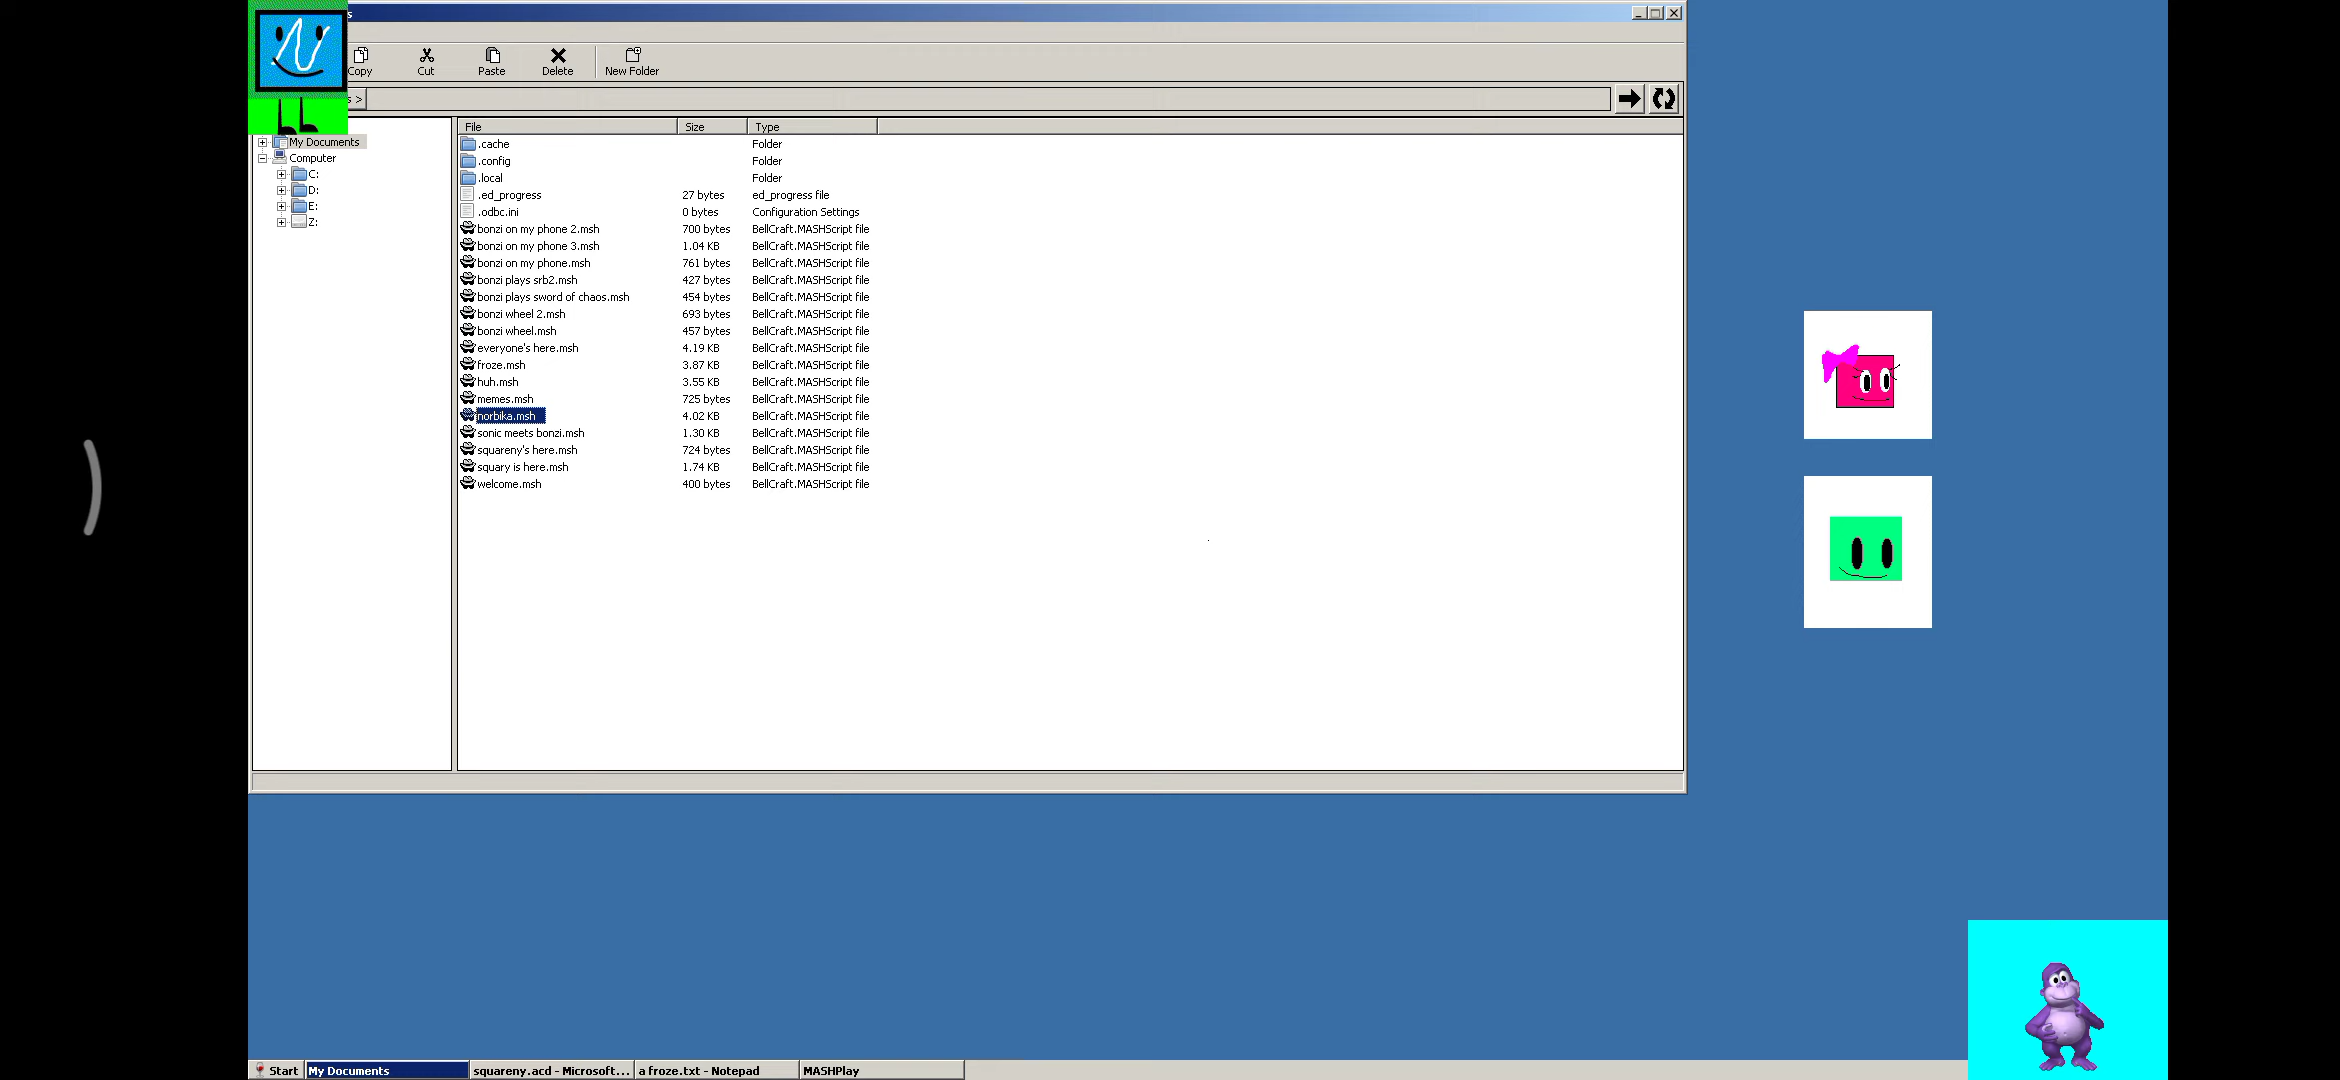 s
Copy Cut Paste Delete New Folder
s >
File Size Type
My Documents
Computer
C:
D:
E:
Z:
.cache Folder
.config Folder
.local Folder
.ed_progress 27 bytes ed_progress file
.odbc.ini 0 bytes Configuration Settings
bonzi on my phone 2.msh 700 bytes BellCraft.MASHScript file
bonzi on my phone 3.msh 1.04 KB BellCraft.MASHScript file
bonzi on my phone.msh 761 bytes BellCraft.MASHScript file
bonzi plays srb2.msh 427 bytes BellCraft.MASHScript file
bonzi plays sword of chaos.msh 454 bytes BellCraft.MASHScript file
bonzi wheel 2.msh 693 bytes BellCraft.MASHScript file
bonzi wheel.msh 457 bytes BellCraft.MASHScript file
everyone's here.msh 4.19 KB BellCraft.MASHScript file
froze.msh 3.87 KB BellCraft.MASHScript file
huh.msh 3.55 KB BellCraft.MASHScript file
memes.msh 725 bytes BellCraft.MASHScript file
norbika.msh 4.02 KB BellCraft.MASHScript file
sonic meets bonzi.msh 1.30 KB BellCraft.MASHScript file
squareny's here.msh 724 bytes BellCraft.MASHScript file
squary is here.msh 1.74 KB BellCraft.MASHScript file
welcome.msh 400 bytes BellCraft.MASHScript file
Start My Documents squareny.acd - Microsoft... a froze.txt - Notepad MASHPlay